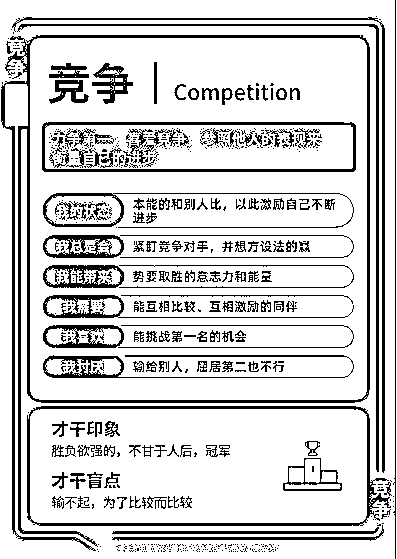 竞争
竞争 Competition
力争第一，喜爱竞争，参照他人的表现来
衡量自己的进步
我的状态 本能的和别人比，以此激励自己不断
进步
我总是会 紧盯竞争对手，并想方设法的赢
我能带来 势要取胜的意志力和能量
我需要 能互相比较、互相激励的同伴
我喜欢 能挑战第一名的机会
我讨厌 输给别人，屈居第二也不行
才干印象
胜负欲强的，不甘于人后，冠军
才干盲点
输不起，为了比较而比较
竞争